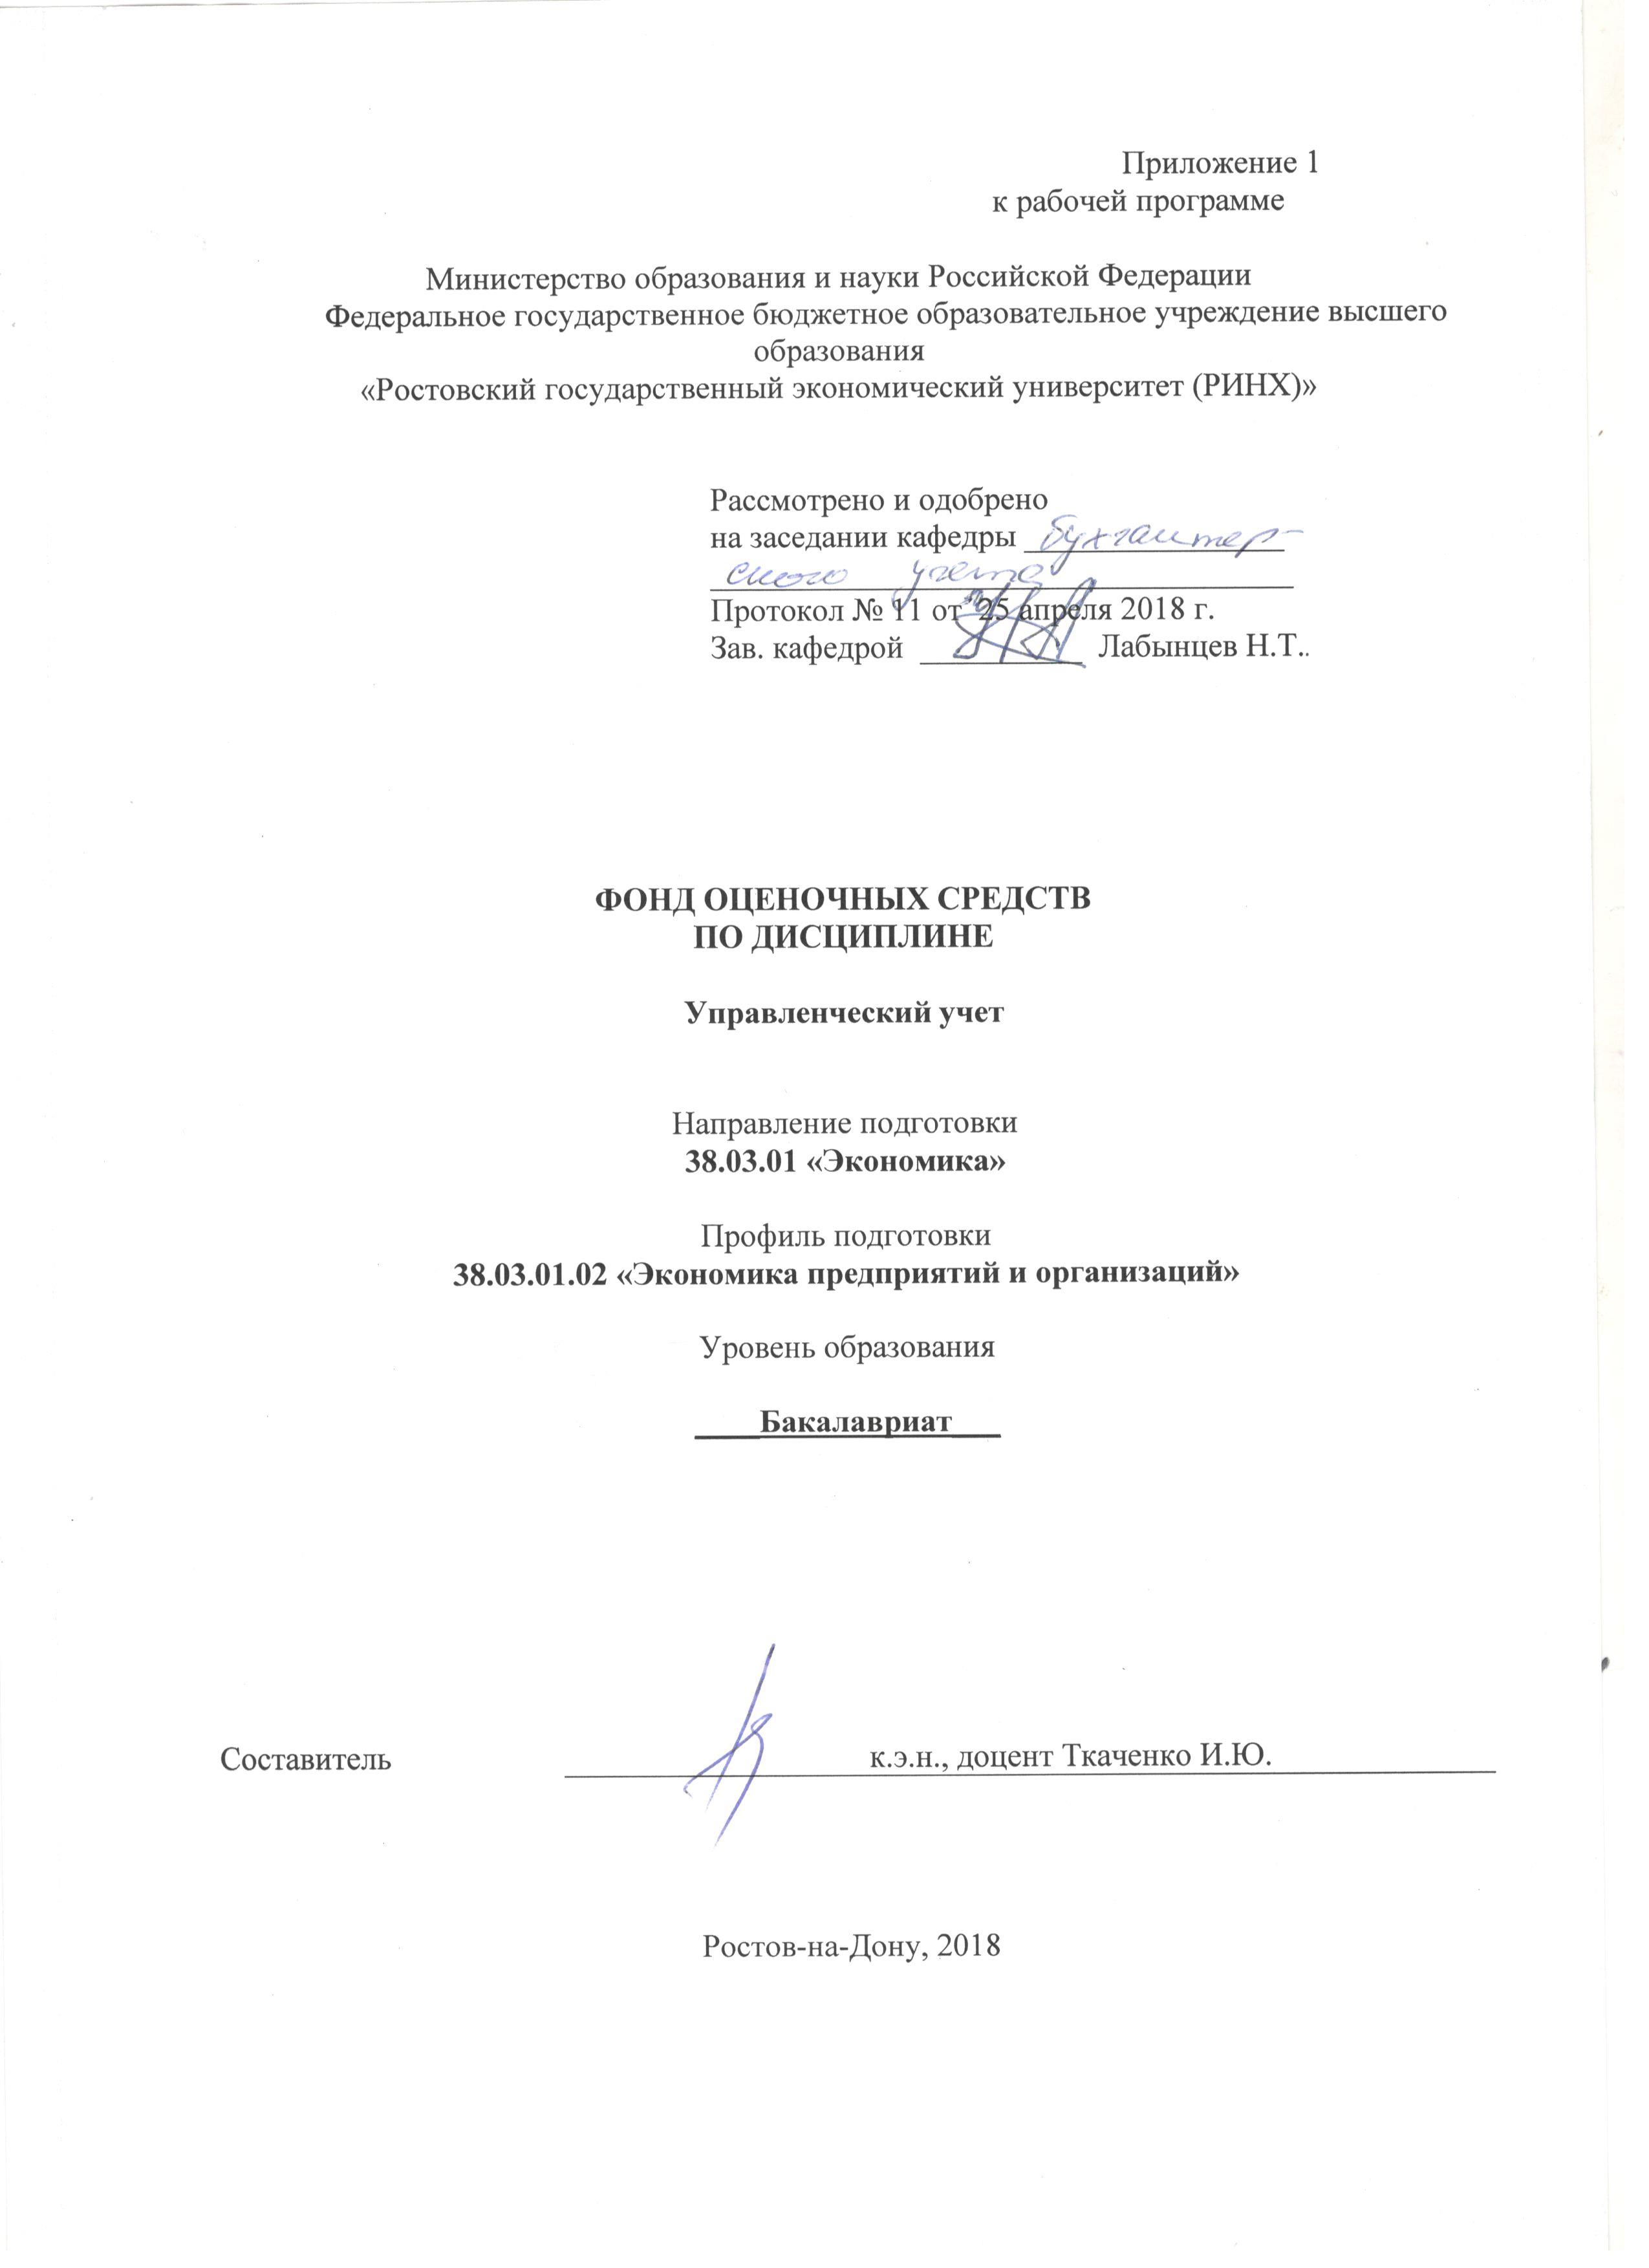 Приложение 1
к рабочей программе
Министерство образования и науки Российской Федерации
Федеральное государственное бюджетное образовательное учреждение высшего
образования
«Ростовский государственный экономический университет (РИНХ)»
Рассмотрено и одобрено
на заседании кафедры бухгалтер-
ского учета
Протокол № 11 от 25 апреля 2018 г.
Зав. кафедрой Лабынцев Н.Т..
ФОНД ОЦЕНОЧНЫХ СРЕДСТВ
ПО ДИСЦИПЛИНЕ
Управленческий учет
Направление подготовки
38.03.01 «Экономика»
Профиль подготовки
38.03.01.02 «Экономика предприятий и организаций»
Уровень образования
Бакалавриат
Составитель к.э.н., доцент Ткаченко И.Ю.
Ростов-на-Дону, 2018